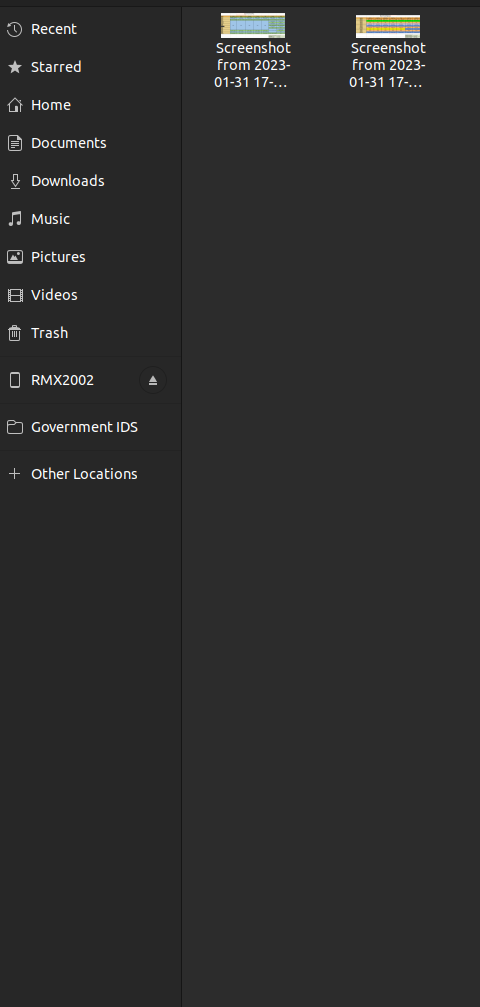 Recent
Starred
Home
Documents
Downloads
Music
Pictures
Videos
Trash
RMX2002
Government IDS
Other Locations
Screenshot
from 2023-
01-31 17-…
Screenshot
from 2023-
01-31 17-…